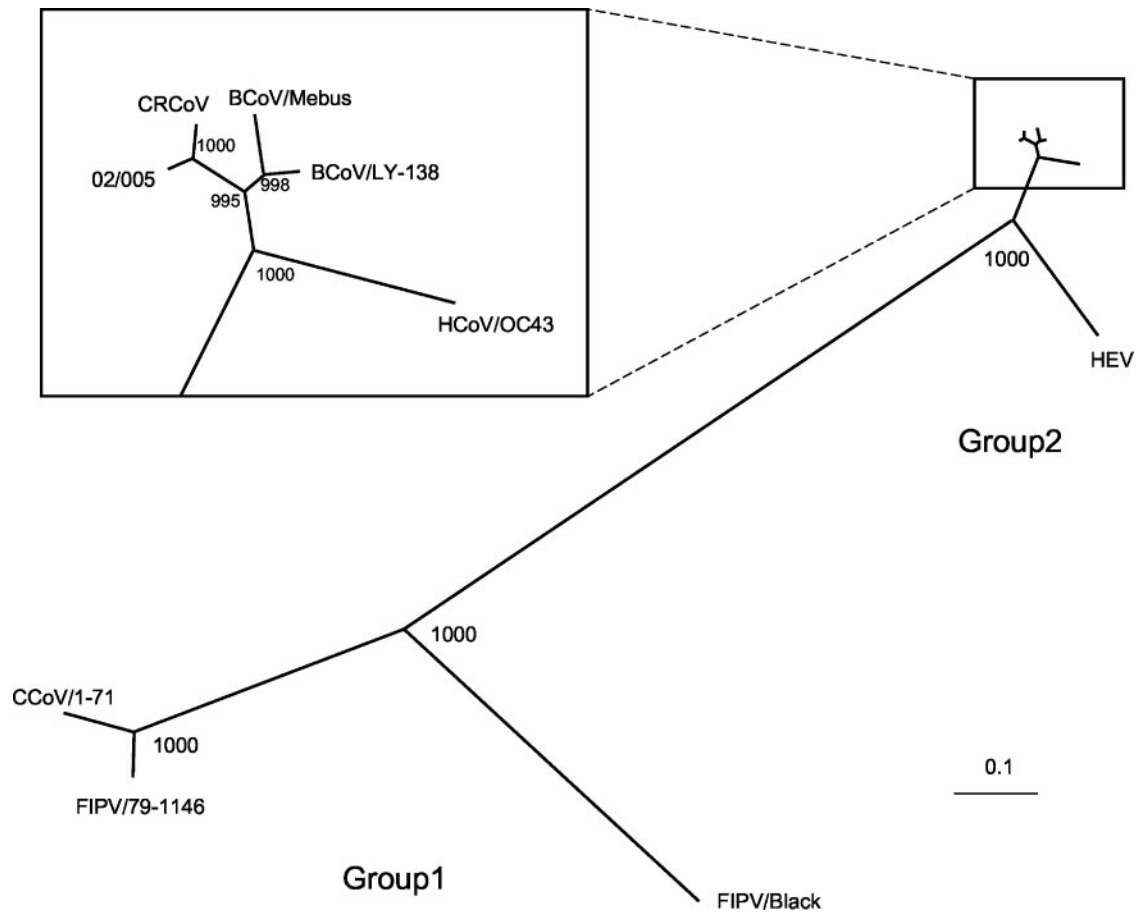 CRCoV
BCoV/Mebus
1000
02/005
BCoV/LY-138
998
995
1000
HCoV/OC43
1000
HEV
Group2
1000
CCoV/1-71
1000
FIPV/79-1146
0.1
Group1
FIPV/Black